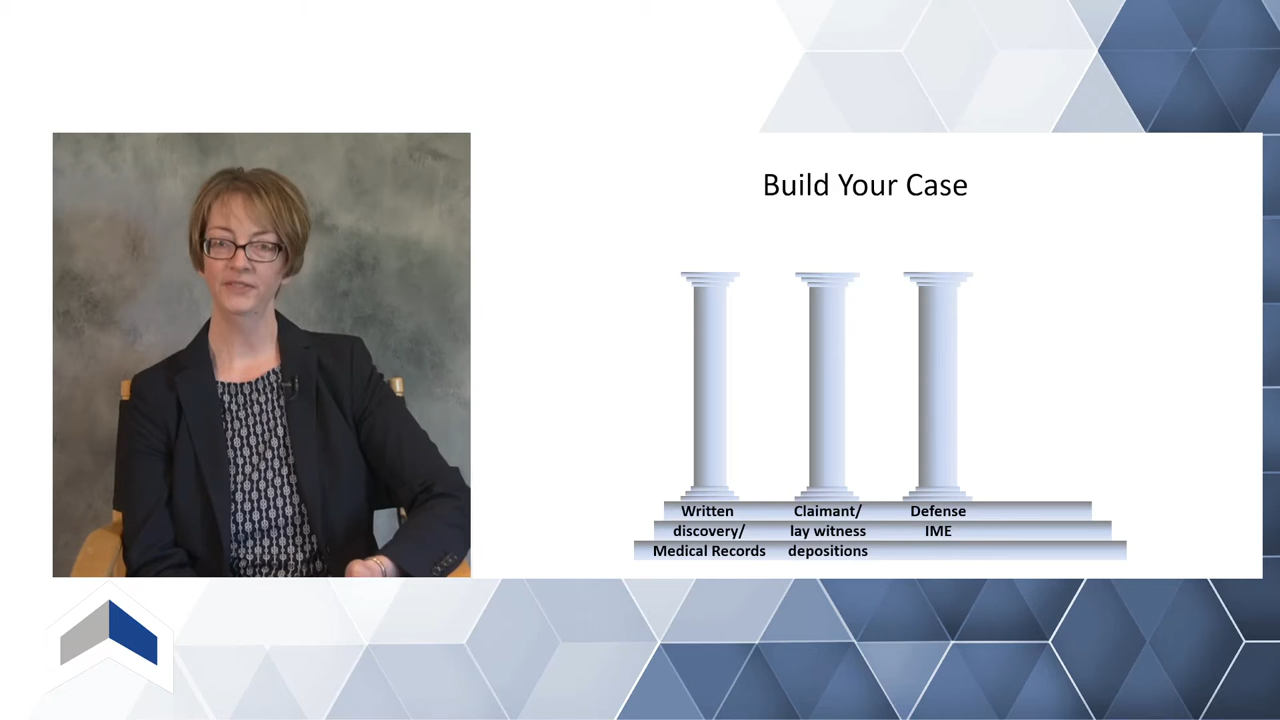 Build Your Case
Written
discovery/
Medical Records
Claimant/
lay witness
depositions
Defense
IME